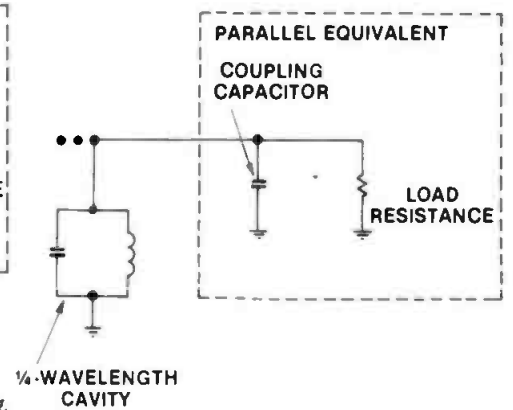 PARALLEL EQUIVALENT
COUPLING
CAPACITOR
LOAD
RESISTANCE
¼-WAVELENGTH
CAVITY